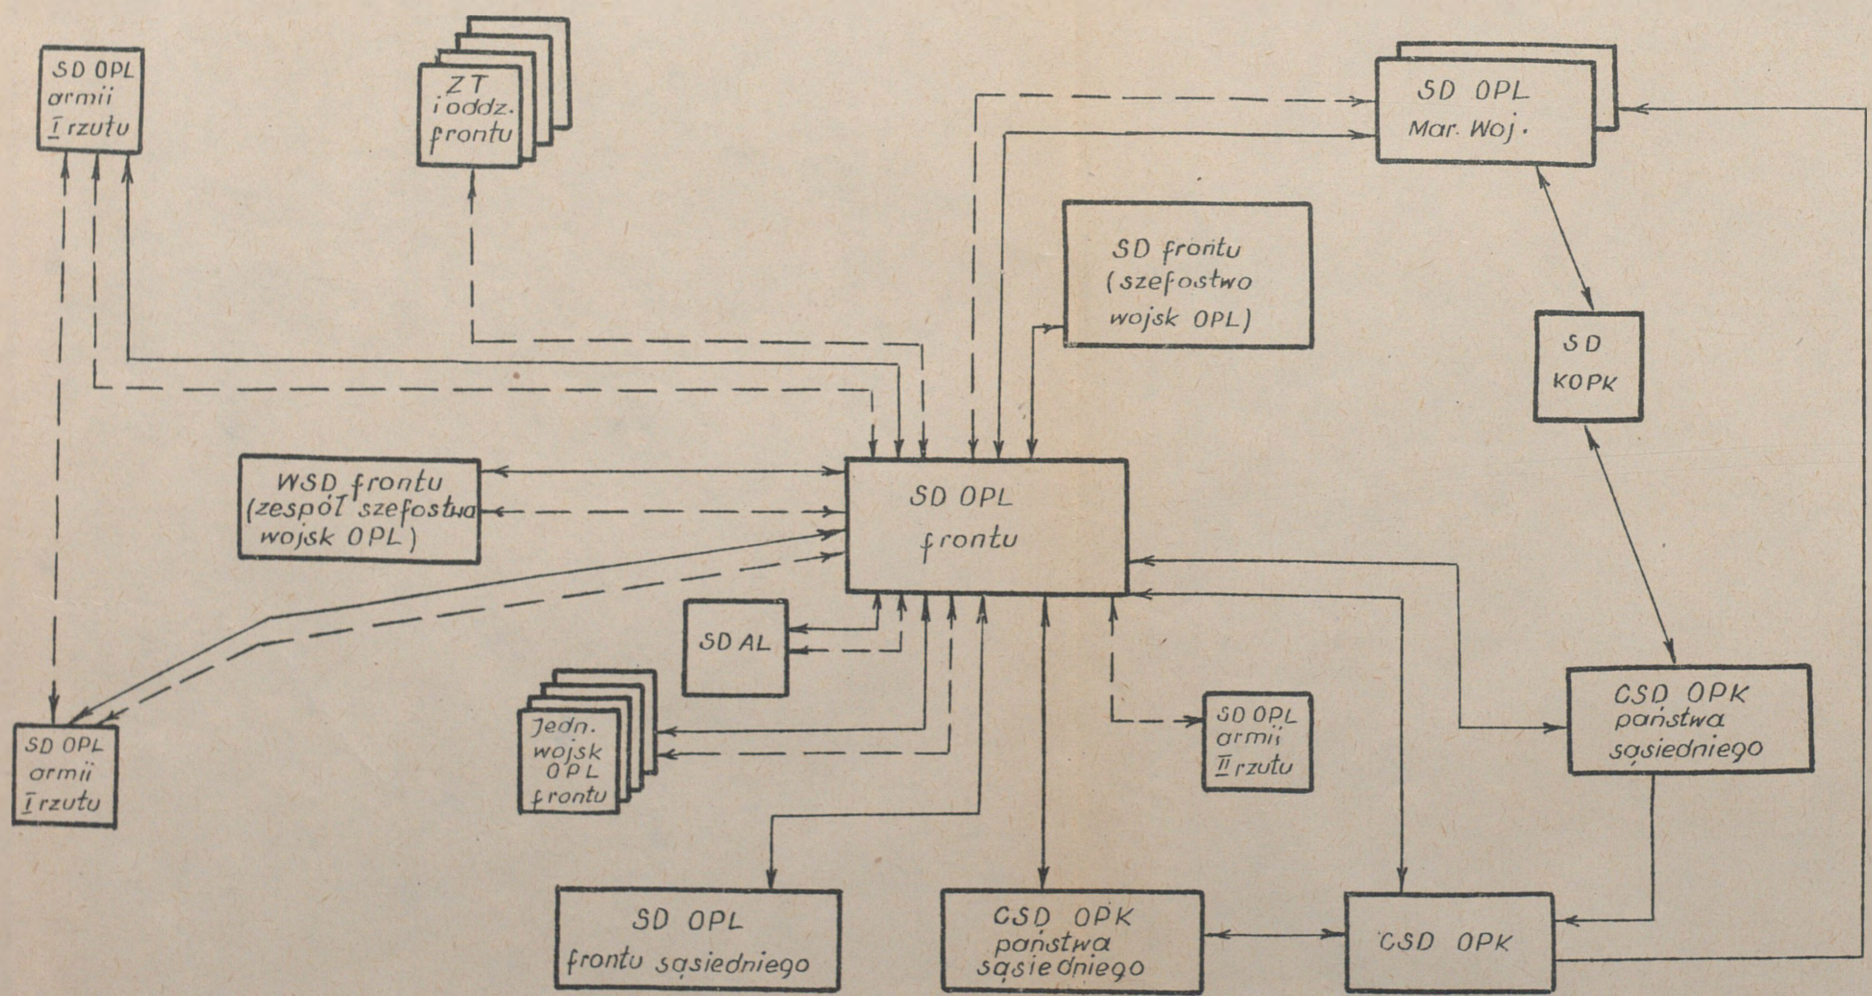 SD OPL
armii
I rzutu
ZT
i oddz.
frontu
SD OPL
Mar. Woj.
SD frontu
(szefostwo
wojsk OPL)
SD
KOPK
WSD frontu
(zespół szefostwa
wojsk OPL)
SD OPL
frontu
SD AL
Jedn.
wojsk
OPL
frontu
SD OPL
armii
II rzutu
CSD OPK
państwa
sąsiedniego
SD OPL
armii
I rzutu
SD OPL
frontu sąsiedniego
CSD OPK
państwa
sąsiedniego
CSD OPK